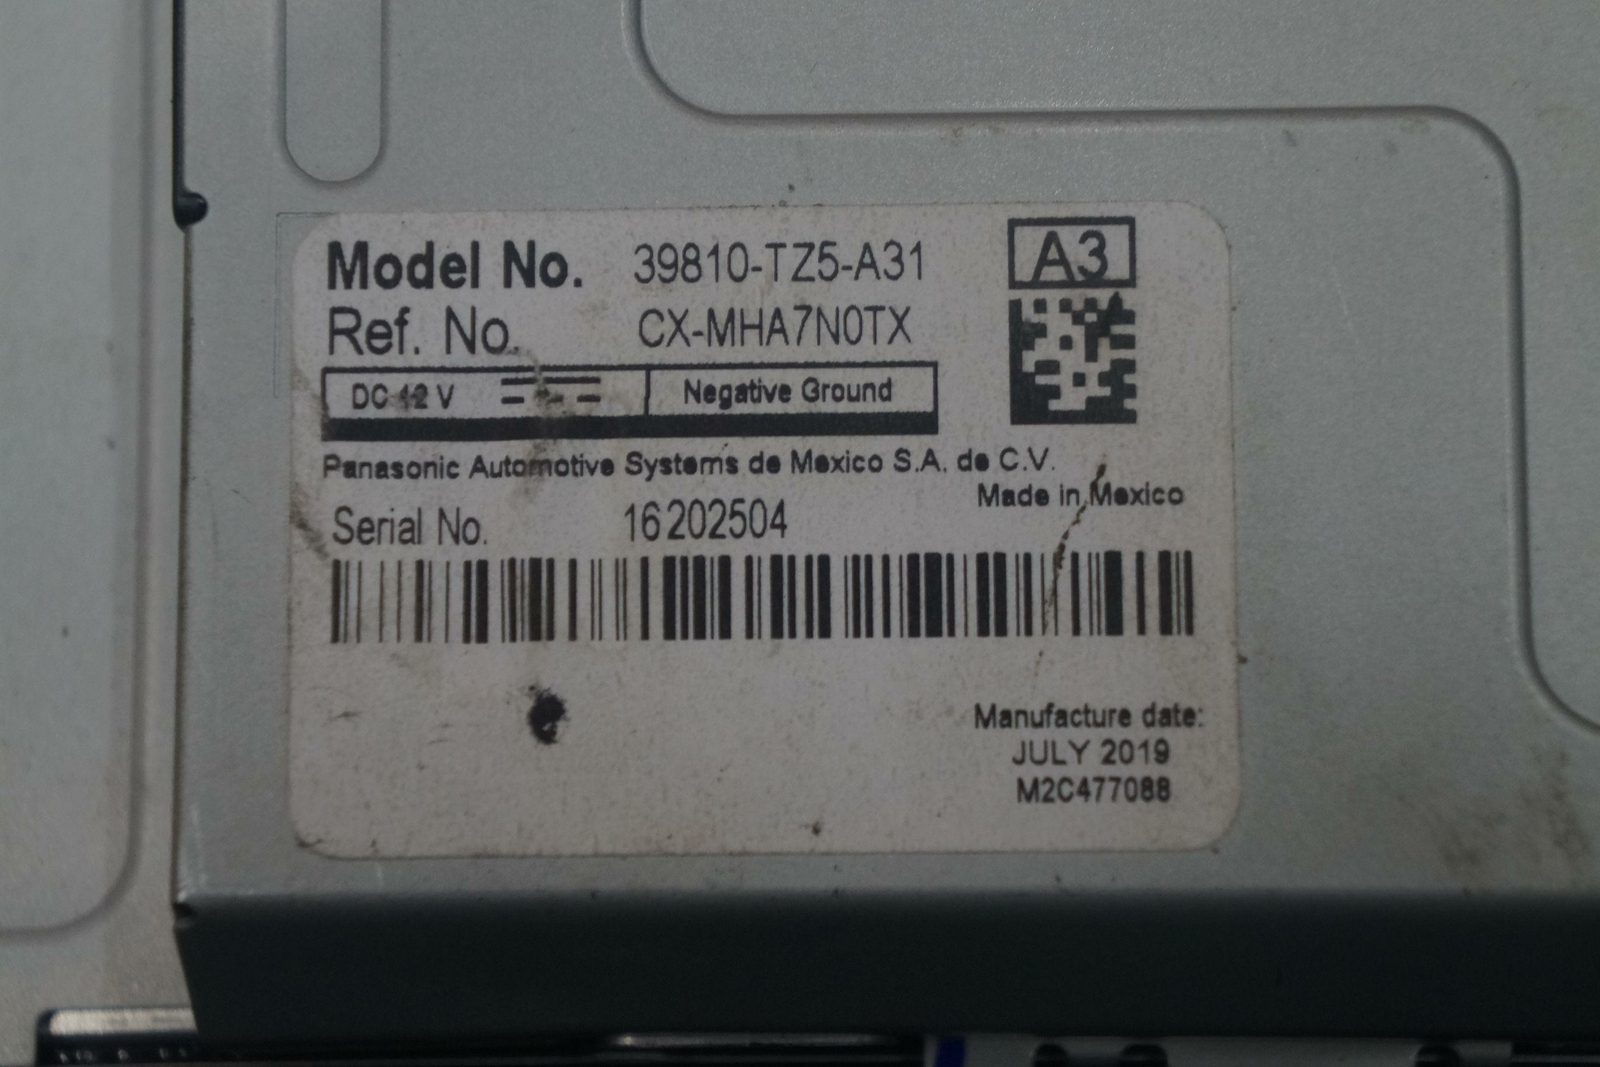 Model No. 39810-TZ5-A31
A3
Ref. No. CX-MHA7N0TX
DC 12 V Negative Ground
Panasonic Automotive Systems de Mexico S.A. de C.V.
Made in Mexico
Serial No. 16202504
Manufacture date:
JULY 2019
M2C477088